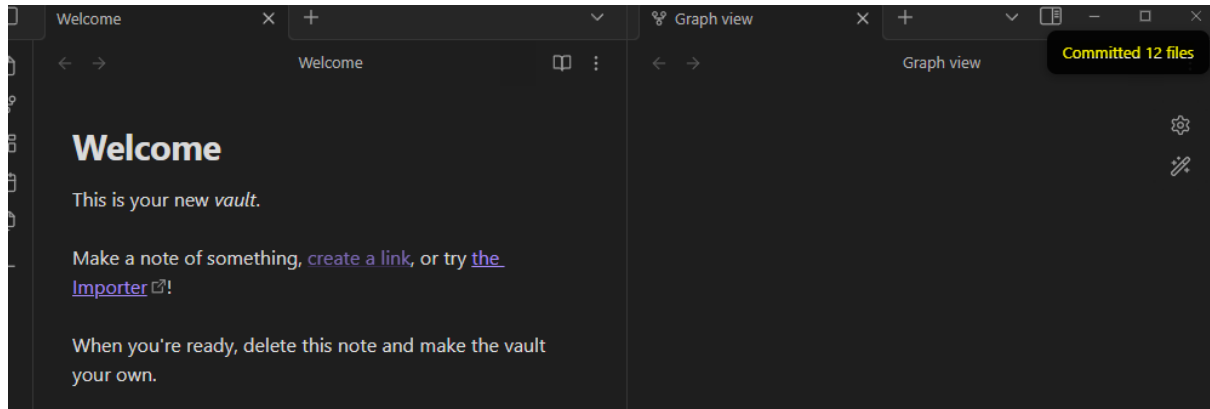 Welcome
Graph view
Welcome
Graph view
Committed 12 files
Welcome
This is your new vault.
Make a note of something, create a link, or try the
Importer!
When you're ready, delete this note and make the vault
your own.